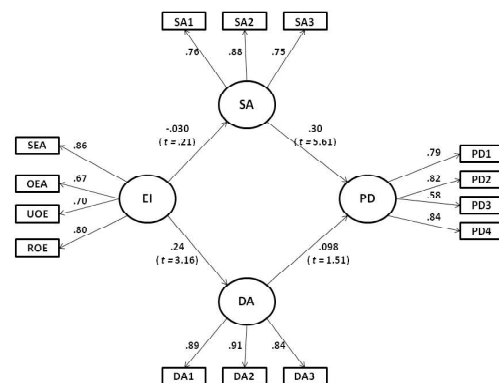 SA1 SA2 SA3
.76 .88 .75
SA
-.030
(t=.21)
.30
(t=5.61)
SEA .86
OEA .67
UOE .70
ROE .80
EI
PD
.79 PD1
.82 PD2
.58 PD3
.84 PD4
.24
(t=3.16)
.098
(t=1.51)
DA
.89 .91 .84
DA1 DA2 DA3